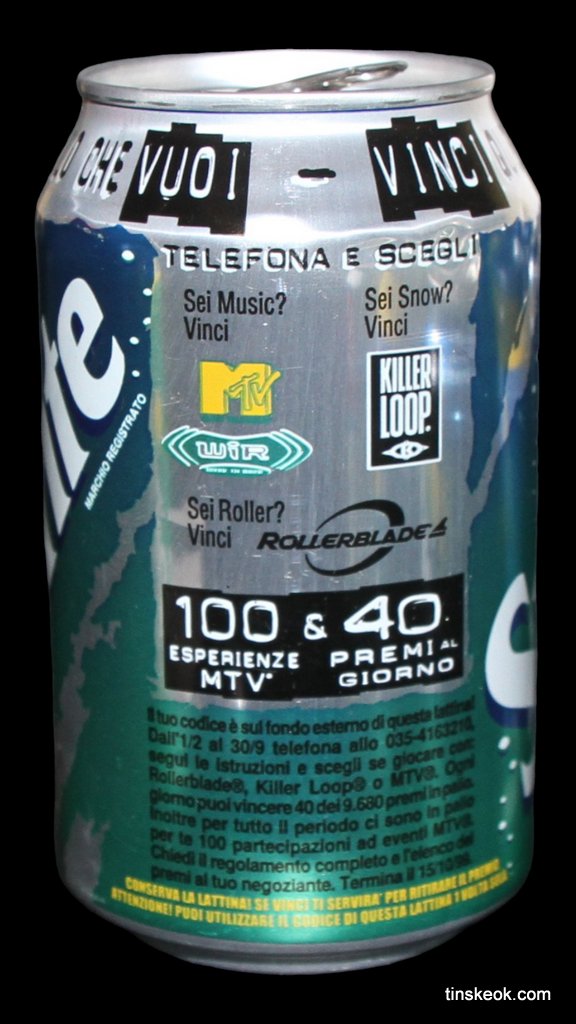 O CHE VUOI - VINCI
TELEFONA E SCEGLI
Sei Music?
Vinci
MTV
WIR
Sei Snow?
Vinci
KILLER
LOOP.
Sei Roller?
Vinci
ROLLERBLADE
100 & 40
ESPERIENZE
MTV*
PREMI AL
GIORNO
ite
MARCHIO REGISTRATO
S
Il tuo codice è sul fondo esterno di questa lattina!
Dall'1/2 al 30/9 telefona allo 035-4163210,
segui le istruzioni e scegli se giocare con:
Rollerblade®, Killer Loop® o MTV®. Ogni
giorno puoi vincere 40 dei 9.680 premi in palio.
Inoltre per tutto il periodo ci sono in palio
per te 100 partecipazioni ad eventi MTV®.
Chiedi il regolamento completo e l'elenco dei
premi al tuo negoziante. Termina il 15/10/98.
CONSERVA LA LATTINA! SE VINCI TI SERVIRA' PER RITIRARE IL PREMIO
ATTENZIONE! PUOI UTILIZZARE IL CODICE DI QUESTA LATTINA 1 VOLTA SOLA
tinskeok.com